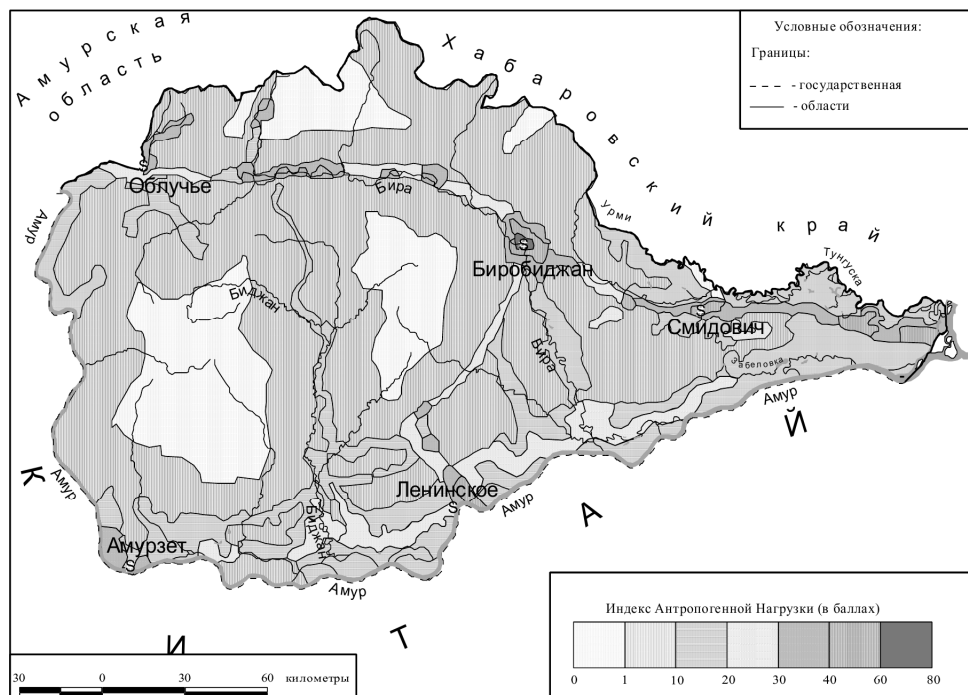 Амурская
область
Хабаровский край
Условные обозначения:
Границы:
- государственная
- области
Облучье
Бира
Амур
Урми
Тунгуска
Биробиджан
Биджан
Смидович
Забеловка
Бира
Амур
Амур
Ленинское
Амур
Биджан
Амурзет
Амур
КИТАЙ
S
S
S
S
S
Индекс Антропогенной Нагрузки (в баллах)
0 1 10 20 30 40 60 80
30 0 30 60 километры